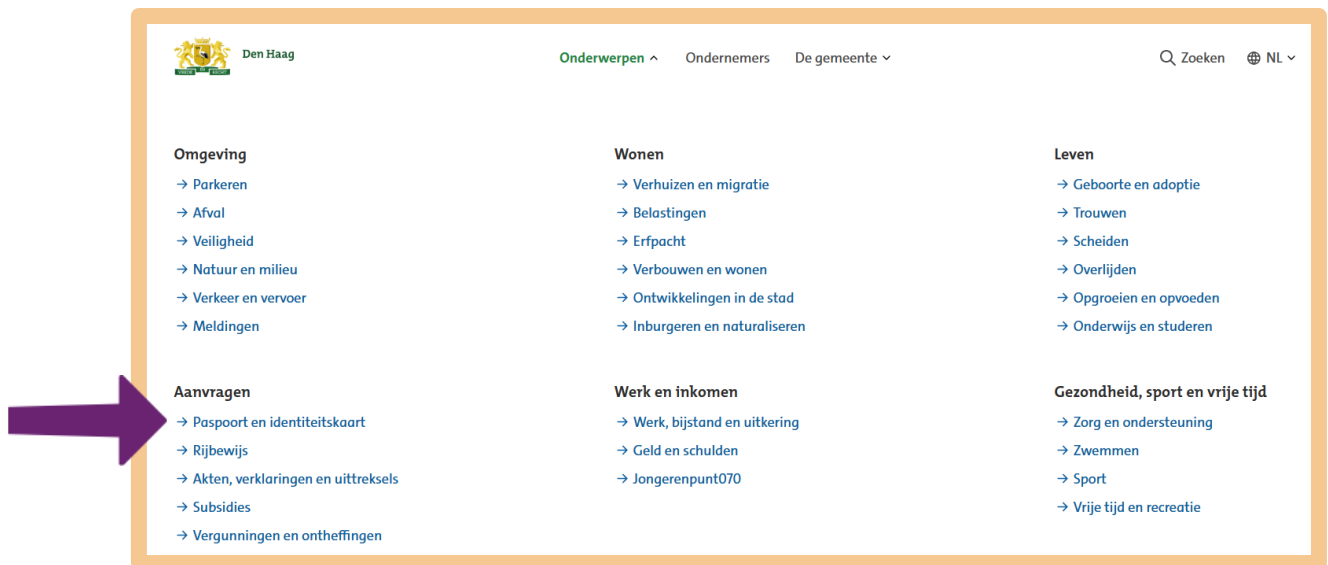 Den Haag
Onderwerpen
Ondernemers
De gemeente
Zoeken
NL
Omgeving
Parkeren
Afval
Veiligheid
Natuur en milieu
Verkeer en vervoer
Meldingen
Wonen
Verhuizen en migratie
Belastingen
Erfpacht
Verbouwen en wonen
Ontwikkelingen in de stad
Inburgeren en naturaliseren
Leven
Geboorte en adoptie
Trouwen
Scheiden
Overlijden
Opgroeien en opvoeden
Onderwijs en studeren
Aanvragen
Paspoort en identiteitskaart
Rijbewijs
Akten, verklaringen en uittreksels
Subsidies
Vergunningen en ontheffingen
Werk en inkomen
Werk, bijstand en uitkering
Geld en schulden
Jongerenpunt070
Gezondheid, sport en vrije tijd
Zorg en ondersteuning
Zwemmen
Sport
Vrije tijd en recreatie